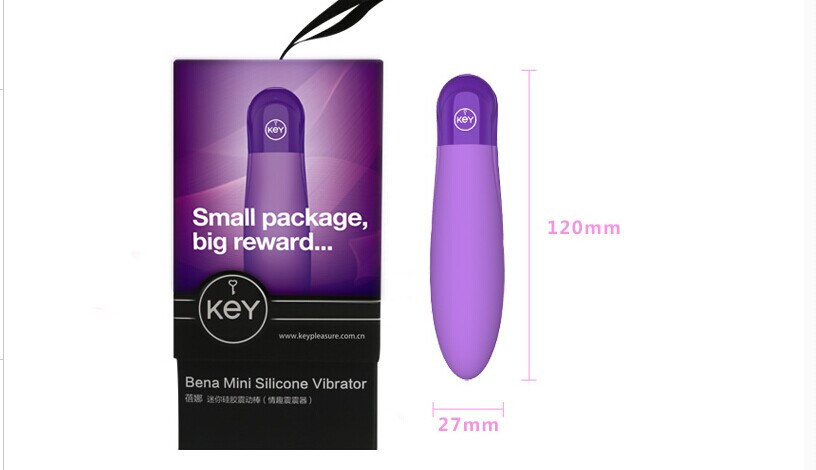 KEY
Small package,
big reward...
KEY
www.keypleasure.com.cn
Bena Mini Silicone Vibrator
蓓娜 迷你硅胶震动棒（情趣震震器）
KEY
120mm
27mm